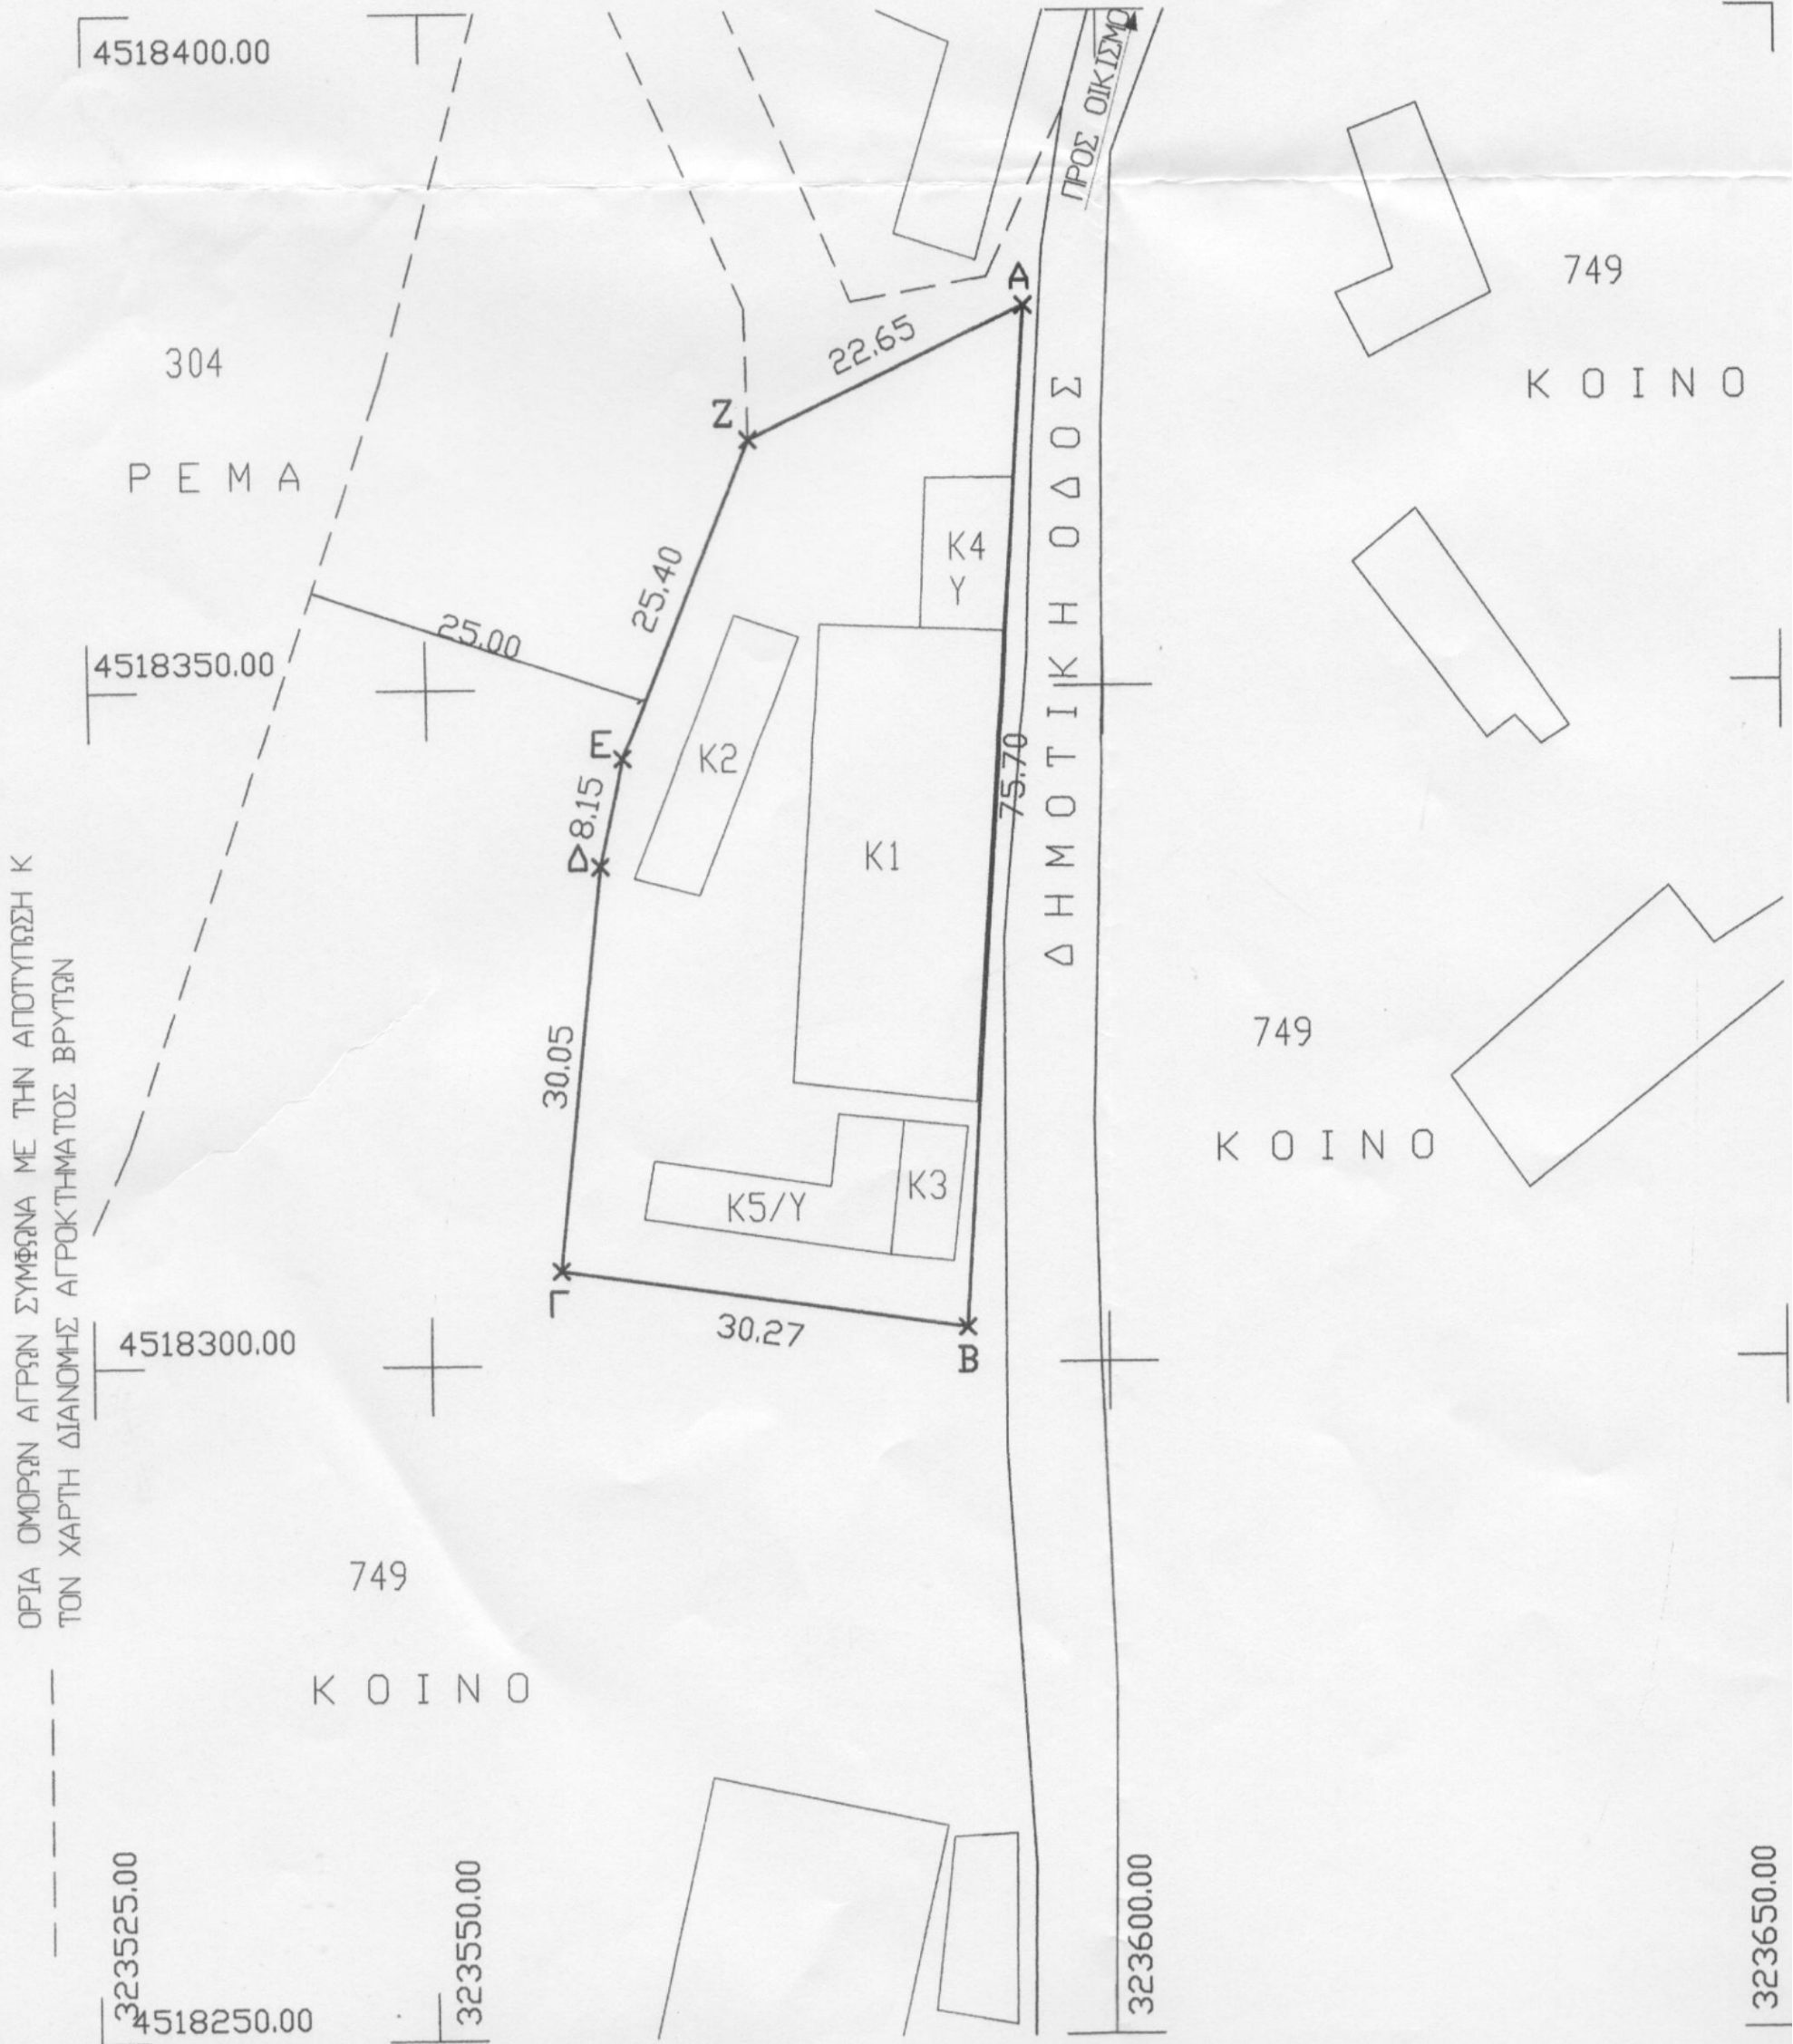 4518400.00
ΠΡΟΣ ΟΙΚΙΣΜΟ
749
ΚΟΙΝΟ
304
ΡΕΜΑ
Α
22.65
Ζ
Κ4
Υ
25.40
25.00
4518350.00
Ε
Κ2
8.15
Δ
Κ1
75.70
ΔΗΜΟΤΙΚΗ ΟΔΟΣ
749
ΚΟΙΝΟ
30.05
Κ5/Υ
Κ3
Γ
30.27
Β
4518300.00
ΟΡΙΑ ΟΜΟΡΩΝ ΑΓΡΩΝ ΣΥΜΦΩΝΑ ΜΕ ΤΗΝ ΑΠΟΤΥΠΩΣΗ Κ
ΤΟΝ ΧΑΡΤΗ ΔΙΑΝΟΜΗΣ ΑΓΡΟΚΤΗΜΑΤΟΣ ΒΡΥΤΩΝ
749
ΚΟΙΝΟ
323525.00
323550.00
323600.00
323650.00
4518250.00